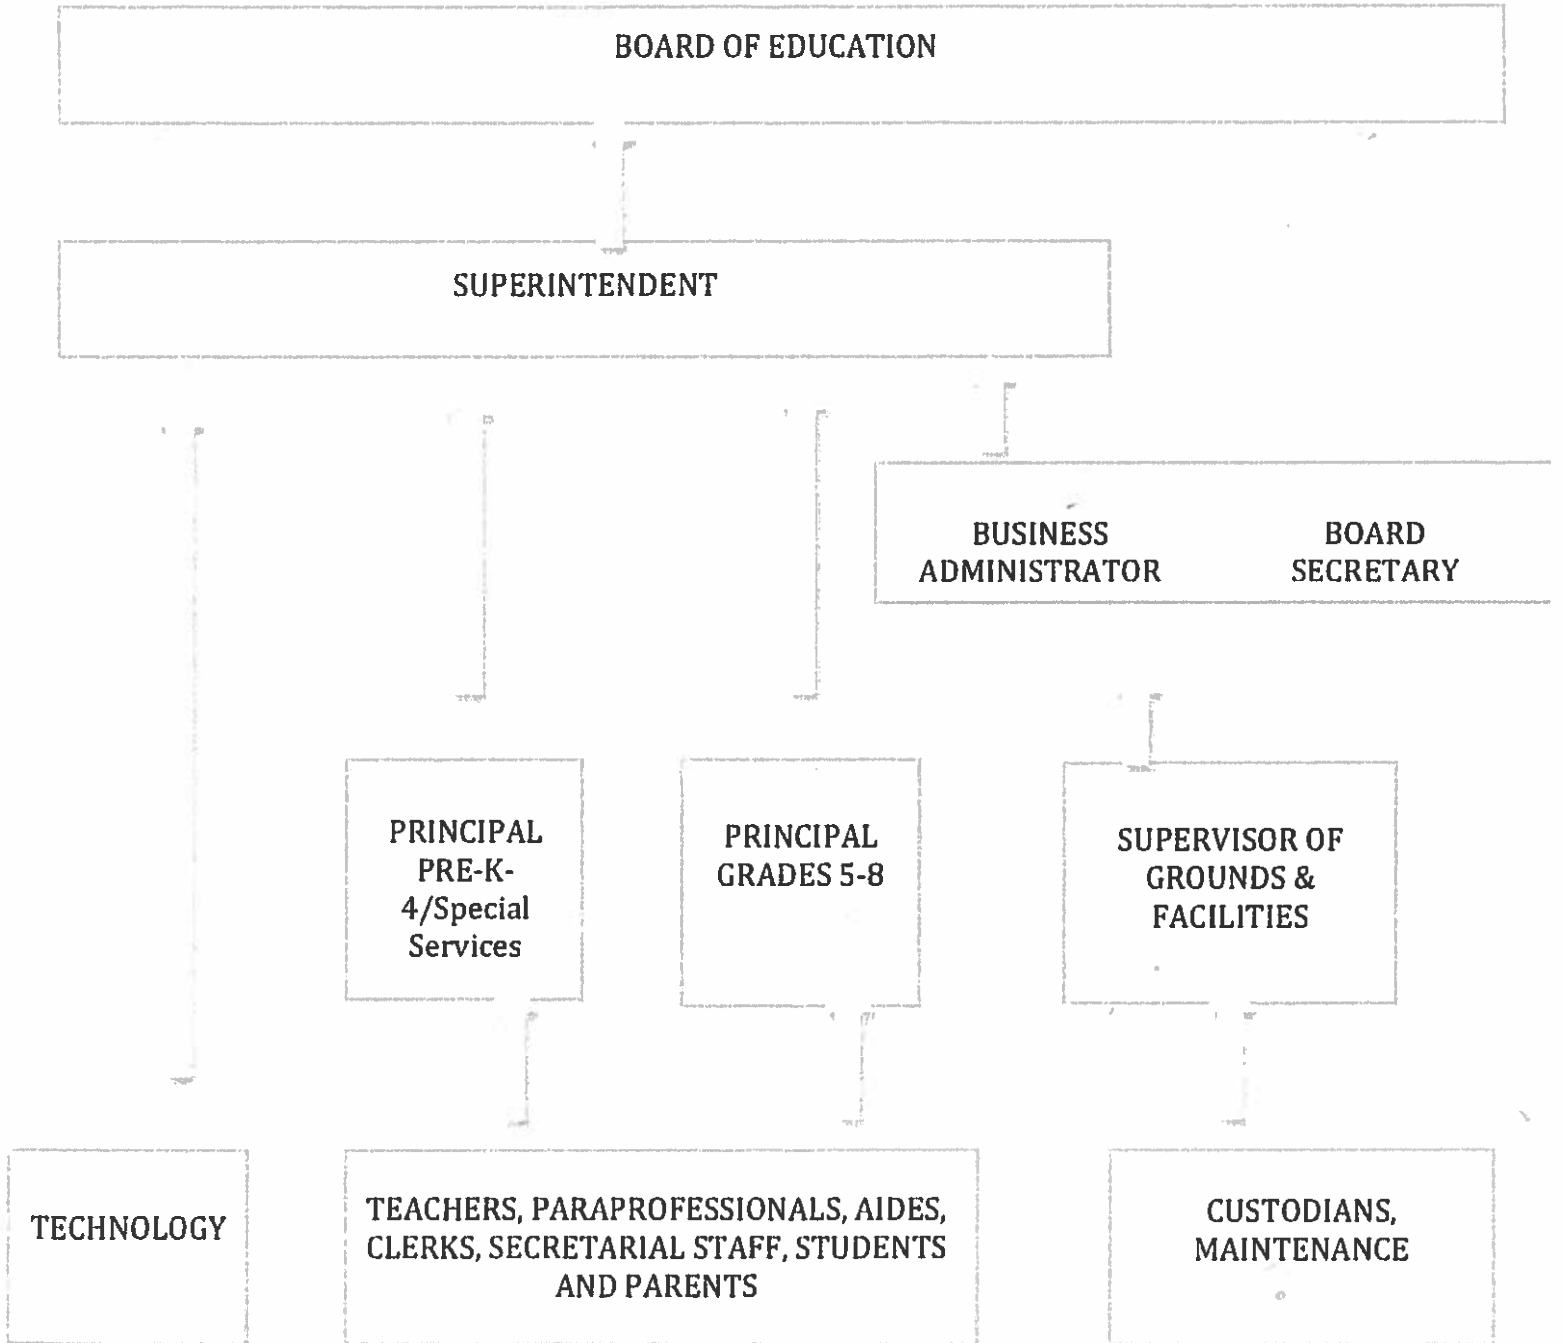 BOARD OF EDUCATION
SUPERINTENDENT
BUSINESS
ADMINISTRATOR
BOARD
SECRETARY
PRINCIPAL
PRE-K-
4/Special
Services
PRINCIPAL
GRADES 5-8
SUPERVISOR OF
GROUNDS &
FACILITIES
TECHNOLOGY
TEACHERS, PARAPROFESSIONALS, AIDES,
CLERKS, SECRETARIAL STAFF, STUDENTS
AND PARENTS
CUSTODIANS,
MAINTENANCE